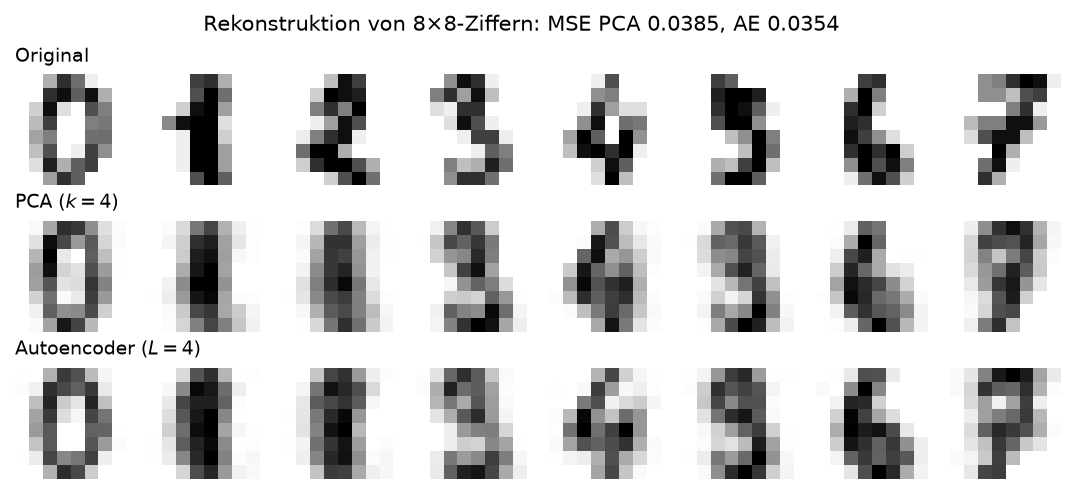 Rekonstruktion von 8×8-Ziffern: MSE PCA 0.0385, AE 0.0354
Original
PCA (k = 4)
Autoencoder (L = 4)